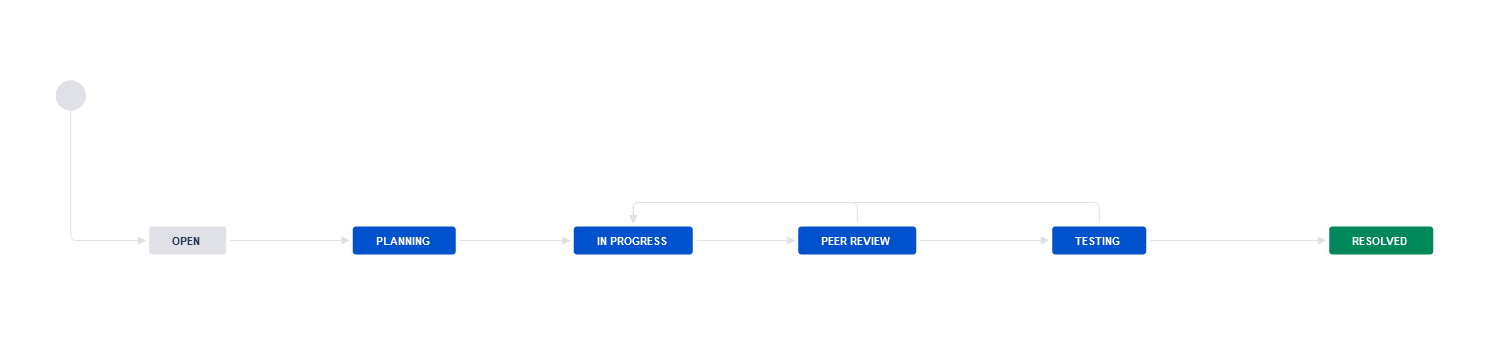 OPEN
PLANNING
IN PROGRESS
PEER REVIEW
TESTING
RESOLVED